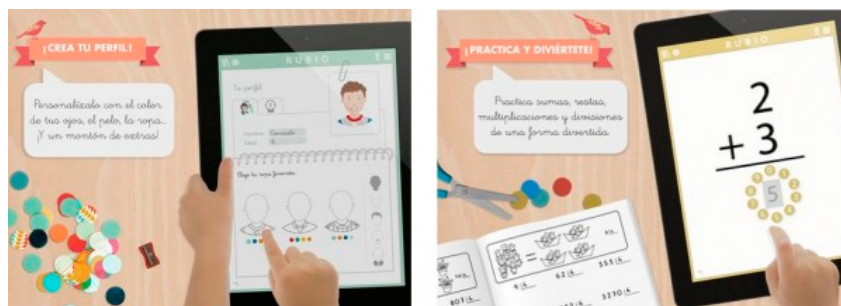 ¡CREA TU PERFIL!
Personalízalo con el color
de tus ojos, el pelo, la ropa...
¡Y un montón de extras!
RUBIO
Tu perfil
Nombre
Edad
Elige tu ropa favorita
¡PRACTICA Y DIVIÉRTETE!
Practica sumas, restas,
multiplicaciones y divisiones
de una forma divertida.
RUBIO
2
+ 3
5